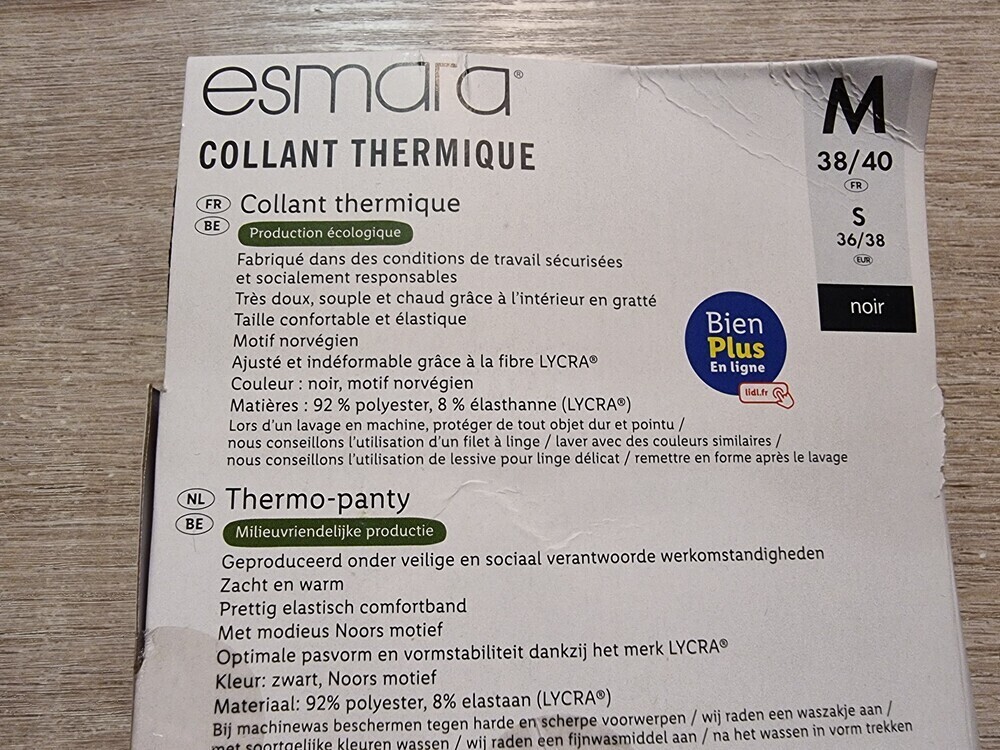 esmara®
COLLANT THERMIQUE
M
38/40
FR
S
36/38
EUR
noir
FR
BE
Collant thermique
Production écologique
Fabriqué dans des conditions de travail sécurisées
et socialement responsables
Très doux, souple et chaud grâce à l'intérieur en gratté
Taille confortable et élastique
Motif norvégien
Ajusté et indéformable grâce à la fibre LYCRA®
Couleur : noir, motif norvégien
Matières : 92 % polyester, 8 % élasthanne (LYCRA®)
Lors d'un lavage en machine, protéger de tout objet dur et pointu /
nous conseillons l'utilisation d'un filet à linge / laver avec des couleurs similaires /
nous conseillons l'utilisation de lessive pour linge délicat / remettre en forme après le lavage
Bien
Plus
En ligne
lidl.fr
NL
BE
Thermo-panty
Milieuvriendelijke productie
Geproduceerd onder veilige en sociaal verantwoorde werkomstandigheden
Zacht en warm
Prettig elastisch comfortband
Met modieus Noors motief
Optimale pasvorm en vormstabiliteit dankzij het merk LYCRA®
Kleur: zwart, Noors motief
Materiaal: 92% polyester, 8% elastaan (LYCRA®)
Bij machinewas beschermen tegen harde en scherpe voorwerpen / wij raden een waszakje aan /
met soortgelijke kleuren wassen / wij raden een fijnwasmiddel aan / na het wassen in vorm trekken